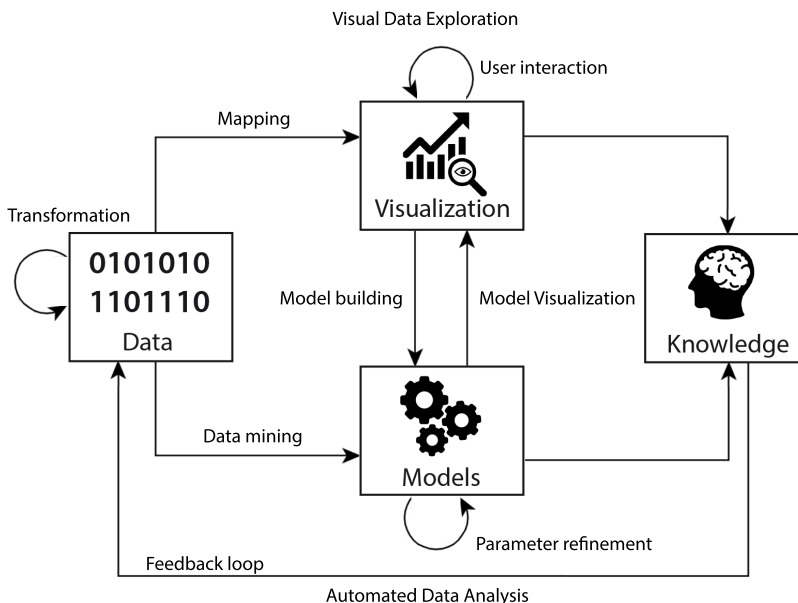 Visual Data Exploration
User interaction
Mapping
Visualization
Transformation
0101010
1101110
Data
Model building
Model Visualization
Knowledge
Data mining
Models
Parameter refinement
Feedback loop
Automated Data Analysis